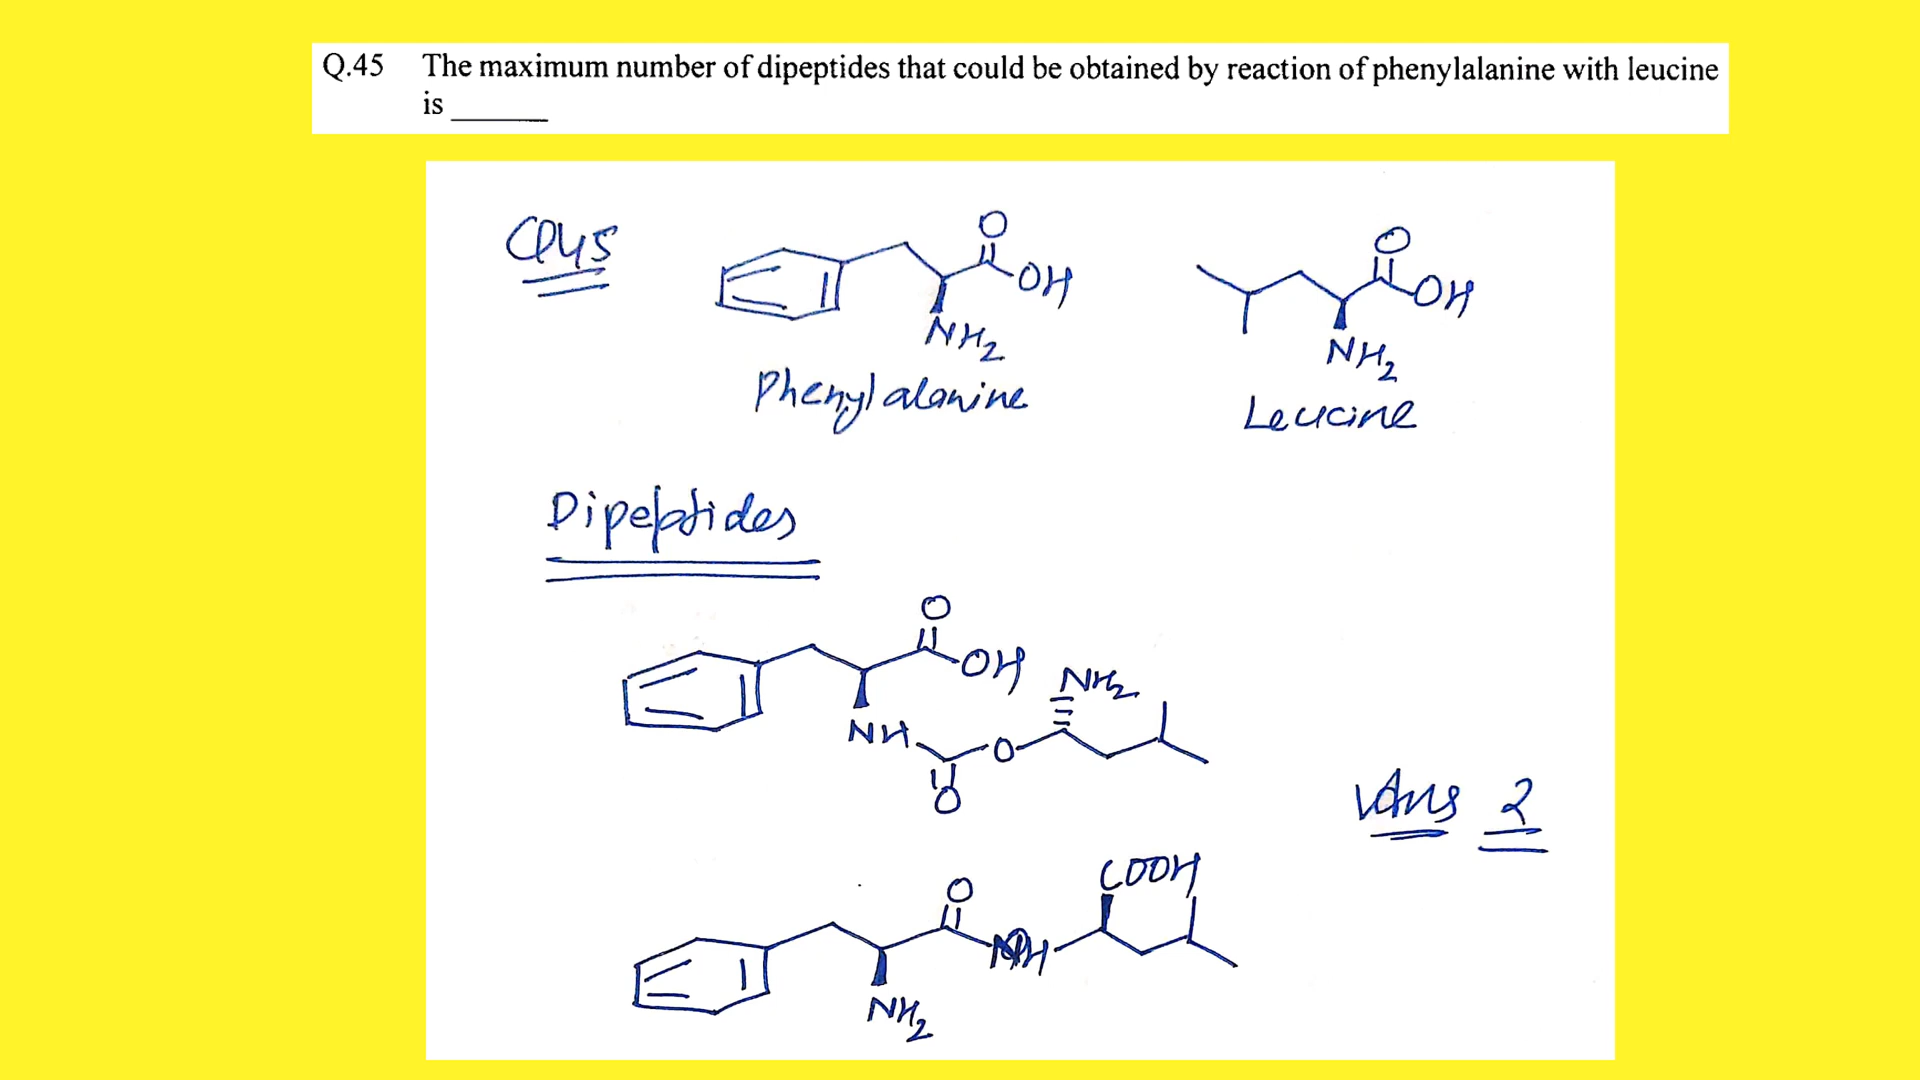 Q.45 The maximum number of dipeptides that could be obtained by reaction of phenylalanine with leucine
is ______
Q45
O
OH
NH2
Phenylalanine
O
OH
NH2
Leucine
Dipeptides
O
OH
NH2
NH
O
O
Ans 2
COOH
O
NH
NH2